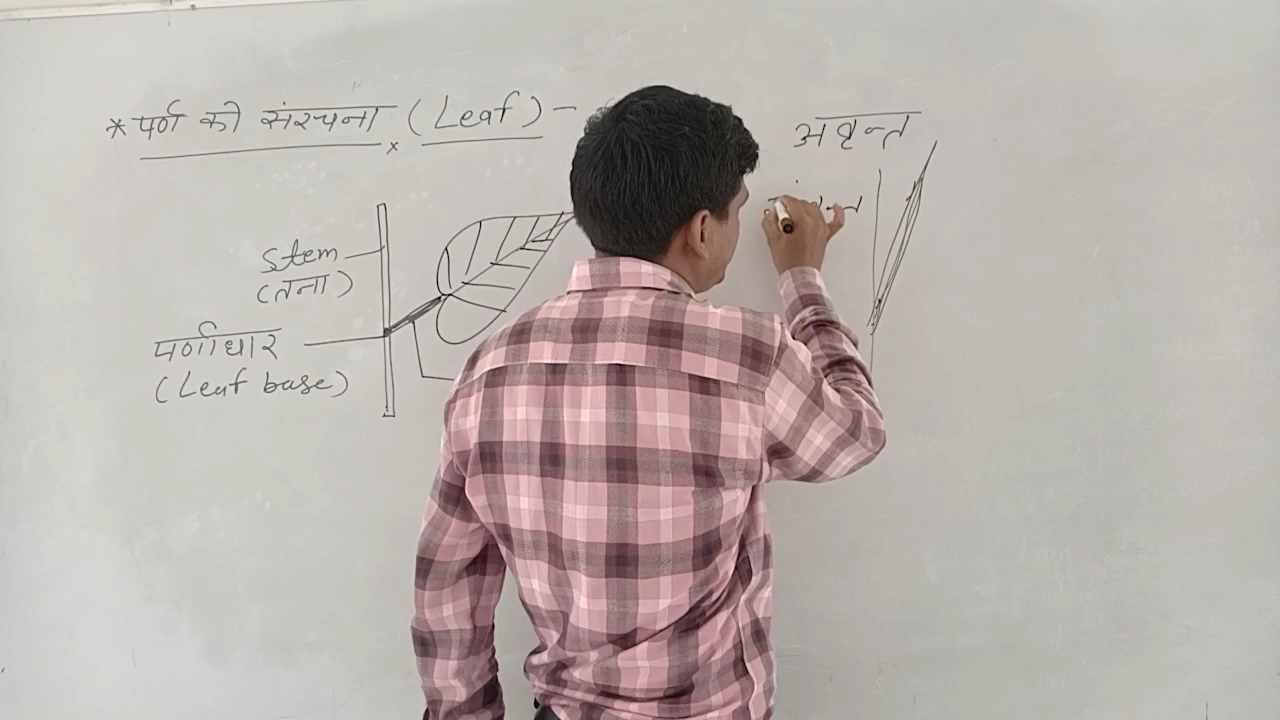 * पर्ण की संरचना (Leaf) -
अवृन्त
stem
(तना)
पर्णाधार
(Leaf base)